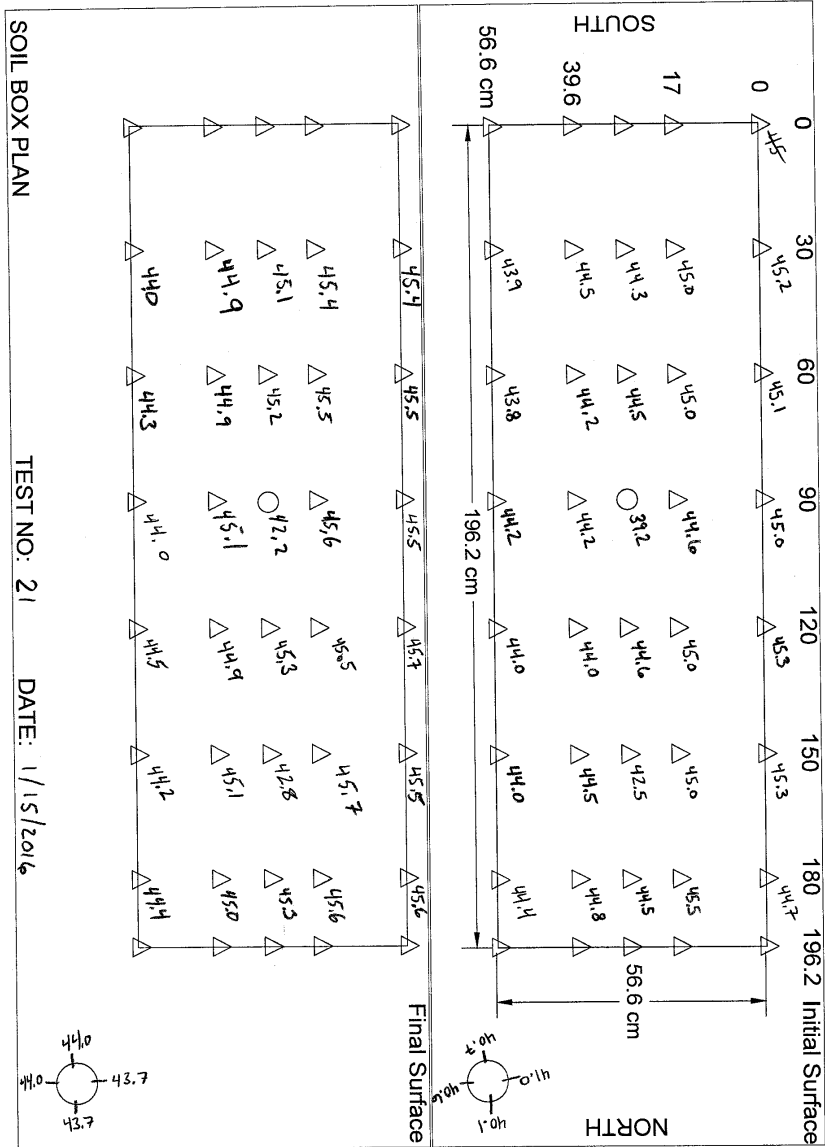 0 30 60 90 120 150 180 196.2 Initial Surface
0 45 45.2 45.1 45.0 45.3 45.3 44.7
17 45.0 45.0 44.6 45.0 45.0 45.5
44.3 44.5 39.2 44.6 42.5 44.5
56.6 cm
39.6 44.5 44.2 44.2 44.0 44.5 44.8
56.6 cm 43.9 43.8 44.2 44.0 44.0 44.4
196.2 cm
SOUTH
NORTH
40.7
41.0
40.6
40.1
Final Surface
45.4 45.5 45.5 45.7 45.5 45.6
45.4 45.5 45.6 45.5 45.7 45.6
45.1 45.2 42.2 45.3 42.8 45.3
44.9 44.9 45.1 44.9 45.1 45.0
44.0 44.3 44.0 44.5 44.2 44.4
44.0
43.7
44.0
43.7
SOIL BOX PLAN TEST NO: 21 DATE: 1/15/2016